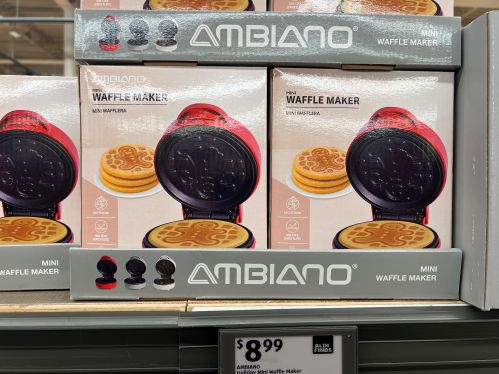 AMBIANO®
MINI
WAFFLE MAKER
MINI
WAFFLE MAKER
MINI WAFFLERA
MINI
WAFFLE MAKER
MINI WAFFLERA
AMBIANO®
MINI
WAFFLE MAKER
WAFFLE MAKER
$8.99
ALDI
FINDS
AMBIANO
Holiday Mini Waffle Maker